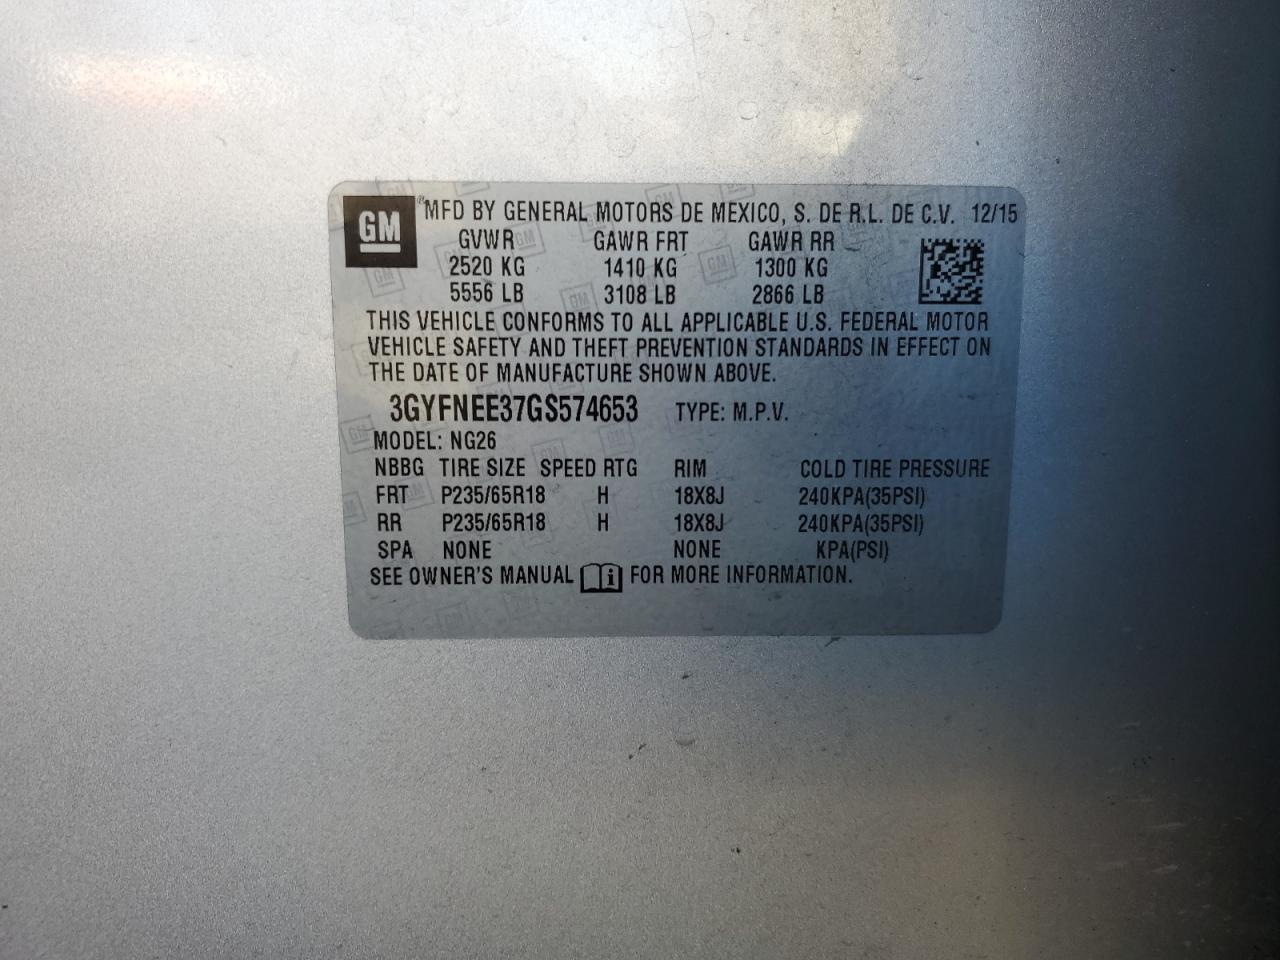 GM ® MFD BY GENERAL MOTORS DE MEXICO, S. DE R.L. DE C.V. 12/15
GVWR GAWR FRT GAWR RR
2520 KG 1410 KG 1300 KG
5556 LB 3108 LB 2866 LB
THIS VEHICLE CONFORMS TO ALL APPLICABLE U.S. FEDERAL MOTOR
VEHICLE SAFETY AND THEFT PREVENTION STANDARDS IN EFFECT ON
THE DATE OF MANUFACTURE SHOWN ABOVE.
3GYFNEE37GS574653 TYPE: M.P.V.
MODEL: NG26
NBBG TIRE SIZE SPEED RTG RIM COLD TIRE PRESSURE
FRT P235/65R18 H 18X8J 240KPA(35PSI)
RR P235/65R18 H 18X8J 240KPA(35PSI)
SPA NONE NONE KPA(PSI)
SEE OWNER'S MANUAL i FOR MORE INFORMATION.